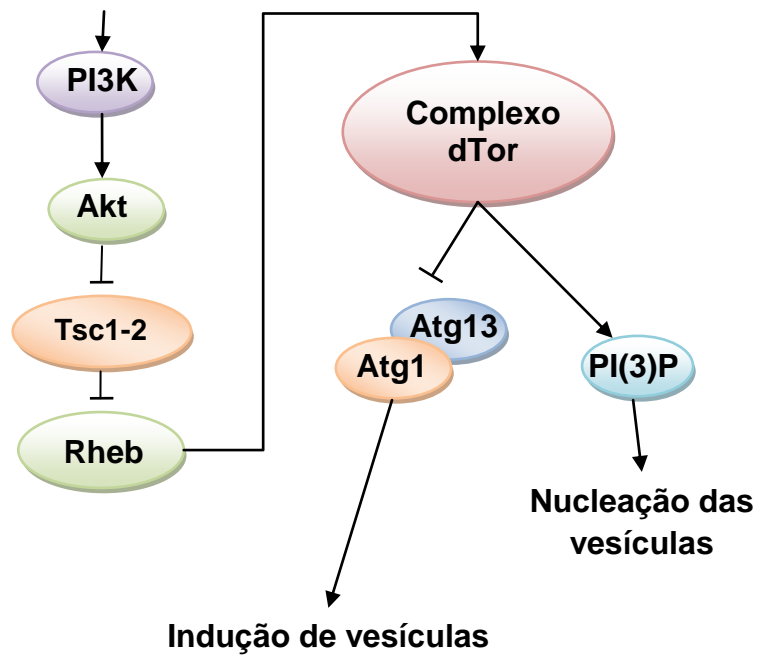 PI3K
Akt
Tsc1-2
Rheb
Complexo
dTor
Atg13
Atg1
PI(3)P
Nucleação das
vesículas
Indução de vesículas